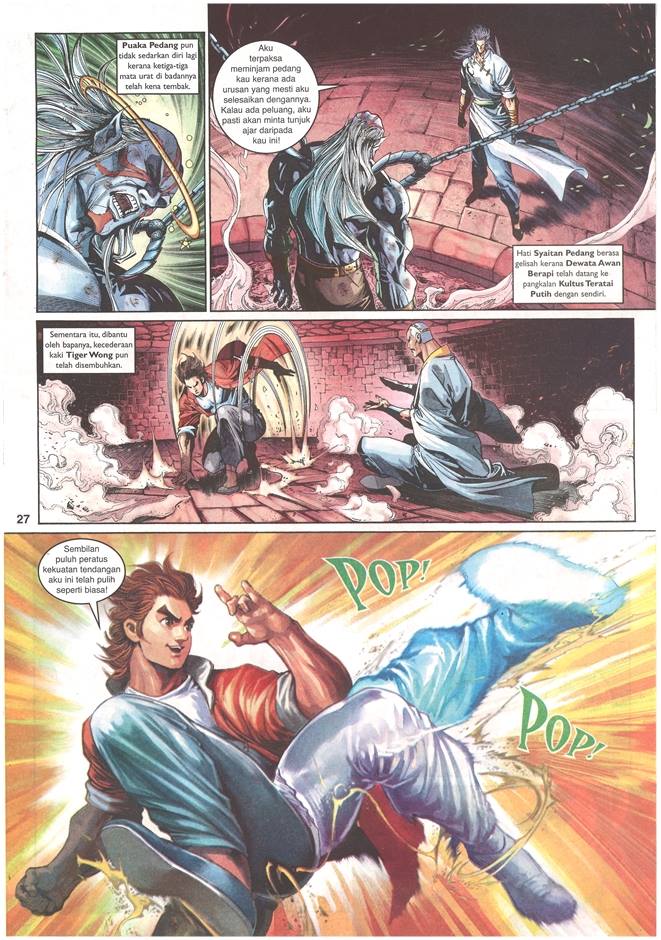 Puaka Pedang pun
tidak sedarkan diri lagi
kerana ketiga-tiga
mata urat di badannya
telah kena tembak.
Aku
terpaksa
meminjam pedang
kau kerana ada
urusan yang mesti aku
selesaikan dengannya.
Kalau ada peluang, aku
pasti akan minta tunjuk
ajar daripada
kau ini!
Hati Syaitan Pedang berasa
gelisah kerana Dewata Awan
Berapi telah datang ke
pangkalan Kultus Teratai
Putih dengan sendiri.
Sementara itu, dibantu
oleh bapanya, kecederaan
kaki Tiger Wong pun
telah disembuhkan.
27
Sembilan
puluh peratus
kekuatan tendangan
aku ini telah pulih
seperti biasa!
POP!
POP!